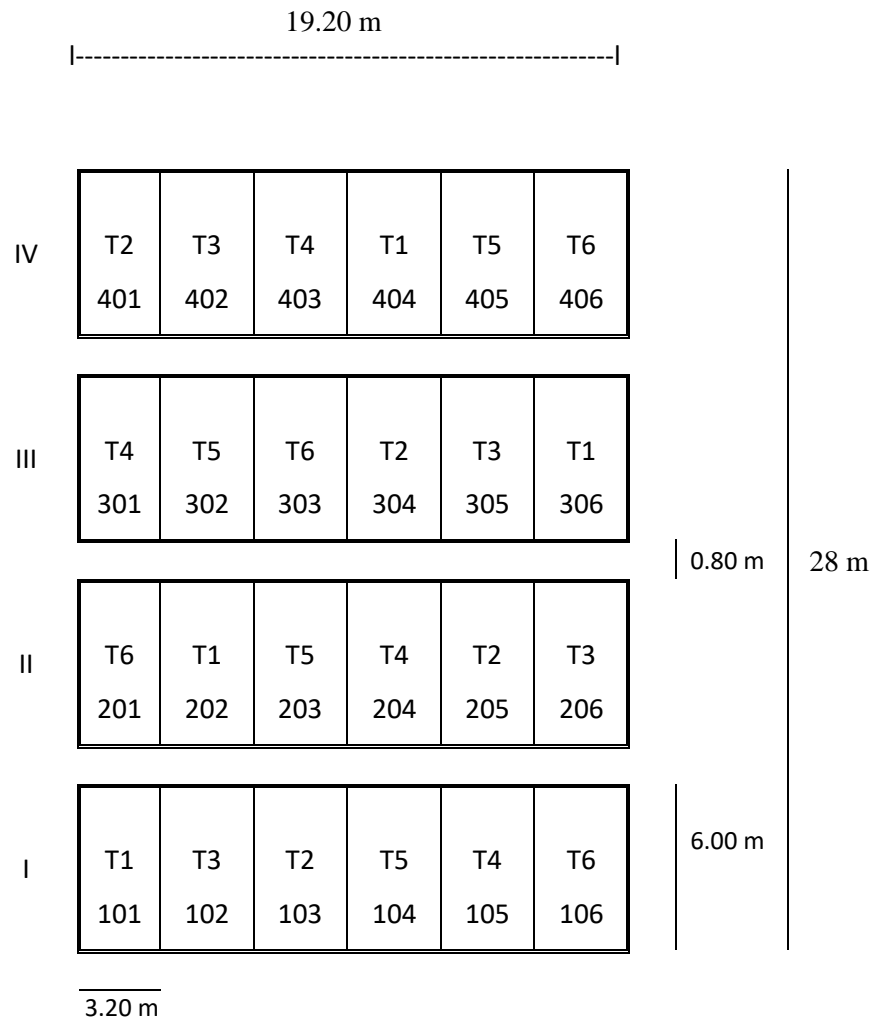 19.20 m
|--------------------------------------------------------|
IV
T2 T3 T4 T1 T5 T6
401 402 403 404 405 406
III
T4 T5 T6 T2 T3 T1
301 302 303 304 305 306
0.80 m
28 m
II
T6 T1 T5 T4 T2 T3
201 202 203 204 205 206
I
T1 T3 T2 T5 T4 T6
101 102 103 104 105 106
6.00 m
3.20 m